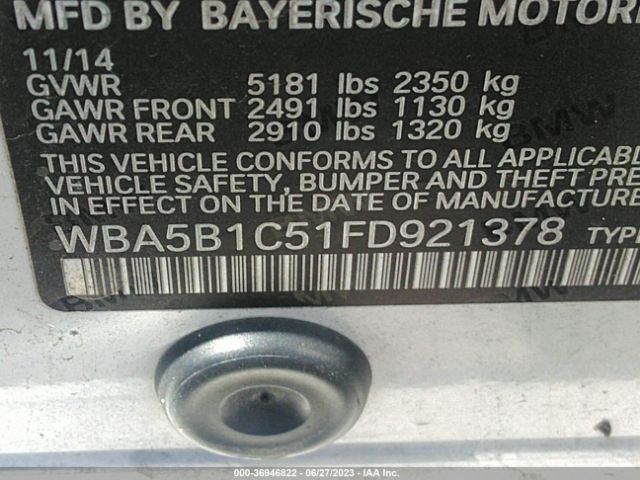 MFD BY BAYERISCHE MOTOR
11/14
GVWR 5181 lbs 2350 kg
GAWR FRONT 2491 lbs 1130 kg
GAWR REAR 2910 lbs 1320 kg
THIS VEHICLE CONFORMS TO ALL APPLICABL
VEHICLE SAFETY, BUMPER AND THEFT PRE
IN EFFECT ON THE DATE OF MANUFACTUR
WBA5B1C51FD921378 TYP
000-36946822 - 06/27/2023 - IAA Inc.